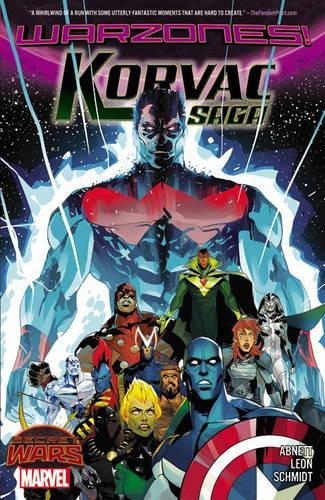 "A WHIRLWIND OF A RUN WITH SOME UTTERLY FANTASTIC MOMENTS THAT ARE HARD TO CREATE." —TheFandomPost.com
WARZONES!
KORVAC
SAGA
SECRET
WARS
MARVEL
ABNETT
LEON
SCHMIDT